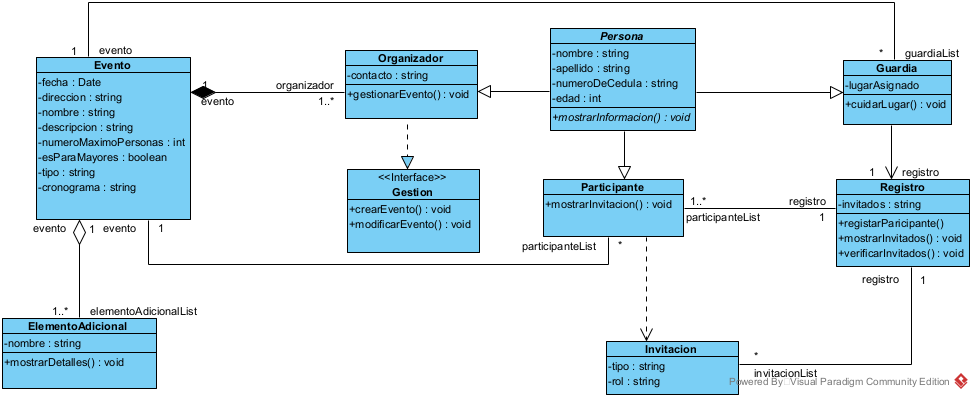 1
evento
*
guardiaList
Evento
-fecha : Date
-direccion : string
-nombre : string
-descripcion : string
-numeroMaximoPersonas : int
-esParaMayores : boolean
-tipo : string
-cronograma : string
1
evento
organizador
1..*
Organizador
-contacto : string
+gestionarEvento() : void
<<Interface>>
Gestion
+crearEvento() : void
+modificarEvento() : void
Persona
-nombre : string
-apellido : string
-numeroDeCedula : string
-edad : int
+mostrarInformacion() : void
Guardia
-lugarAsignado
+cuidarLugar() : void
1
registro
Participante
+mostrarInvitacion() : void
1..*
participanteList
registro
1
Registro
-invitados : string
+registarParicipante()
+mostrarInvitados() : void
+verificarInvitados() : void
evento
1
evento
1
participanteList
*
1..*
elementoAdicionalList
ElementoAdicional
-nombre : string
+mostrarDetalles() : void
registro
1
Invitacion
-tipo : string
-rol : string
*
invitacionList
Powered By Visual Paradigm Community Edition